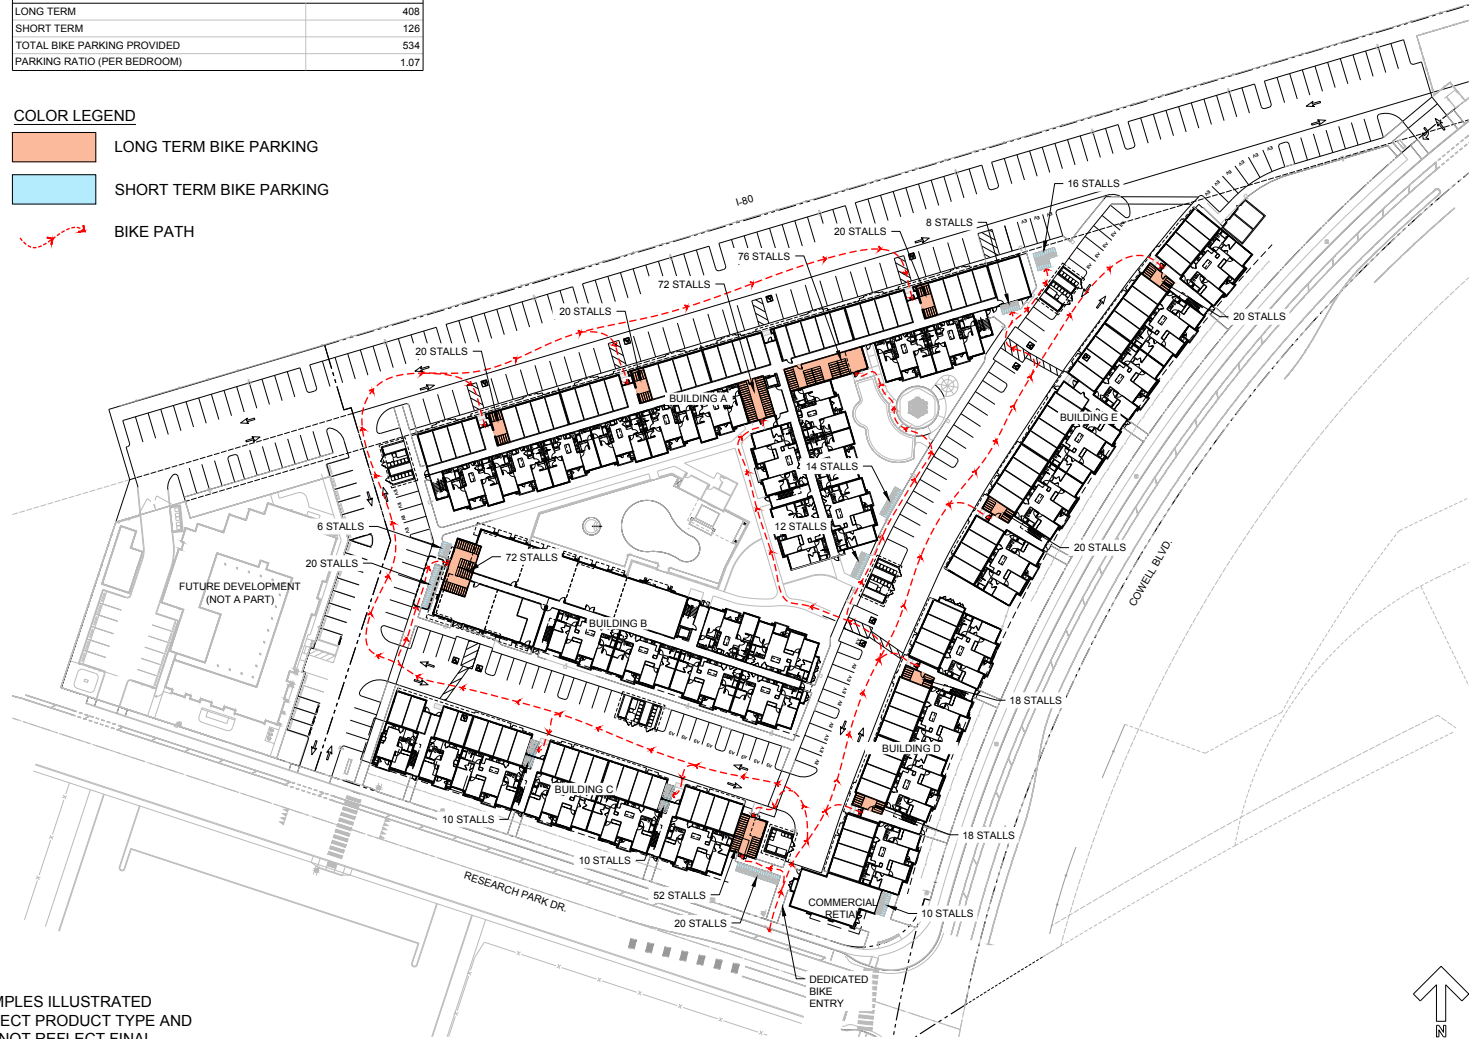 LONG TERM 408
SHORT TERM 126
TOTAL BIKE PARKING PROVIDED 534
PARKING RATIO (PER BEDROOM) 1.07
COLOR LEGEND
LONG TERM BIKE PARKING
SHORT TERM BIKE PARKING
BIKE PATH
I-80
16 STALLS
8 STALLS
20 STALLS
76 STALLS
72 STALLS
20 STALLS
20 STALLS
20 STALLS
BUILDING A
BUILDING E
14 STALLS
12 STALLS
6 STALLS
20 STALLS
72 STALLS
20 STALLS
COWELL BLVD.
FUTURE DEVELOPMENT
(NOT A PART)
BUILDING B
18 STALLS
BUILDING D
BUILDING C
10 STALLS
18 STALLS
10 STALLS
RESEARCH PARK DR.
52 STALLS
20 STALLS
COMMERCIAL
RETIAL
10 STALLS
DEDICATED
BIKE
ENTRY
MPLES ILLUSTRATED
ECT PRODUCT TYPE AND
NOT REFLECT FINAL
N